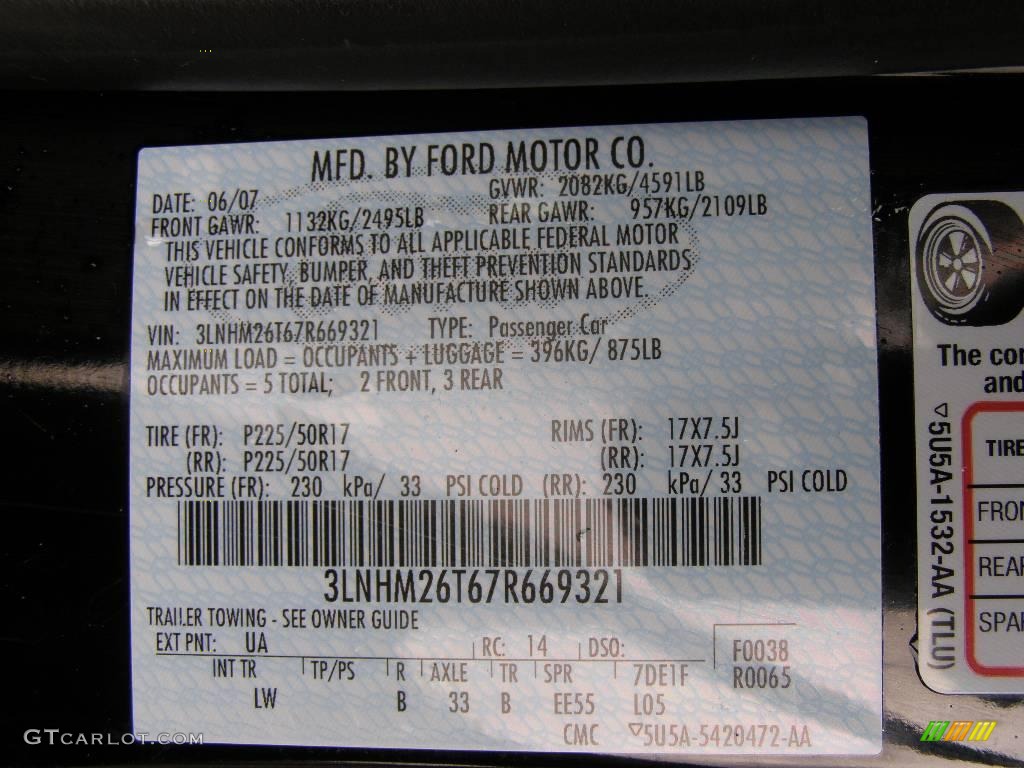 MFD. BY FORD MOTOR CO.
DATE: 06/07 GVWR: 2082KG/4591LB
FRONT GAWR: 1132KG/2495LB REAR GAWR: 957KG/2109LB
THIS VEHICLE CONFORMS TO ALL APPLICABLE FEDERAL MOTOR
VEHICLE SAFETY, BUMPER, AND THEFT PREVENTION STANDARDS
IN EFFECT ON THE DATE OF MANUFACTURE SHOWN ABOVE.
VIN: 3LNHM26T67R669321 TYPE: Passenger Car
MAXIMUM LOAD = OCCUPANTS + LUGGAGE = 396KG/ 875LB
OCCUPANTS = 5 TOTAL; 2 FRONT, 3 REAR
TIRE (FR): P225/50R17 RIMS (FR): 17X7.5J
(RR): P225/50R17 (RR): 17X7.5J
PRESSURE (FR): 230 kPa/ 33 PSI COLD (RR): 230 kPa/ 33 PSI COLD
3LNHM26T67R669321
TRAILER TOWING - SEE OWNER GUIDE
EXT PNT: UA RC: 14 DSO: F0038
INT TR TP/PS R AXLE TR SPR 7DE1F R0065
LW B 33 B EE55 L05
CMC ▽5U5A-5420472-AA
The con
and
▽5U5A-1532-AA (TLU)
TIRE
FRON
REAR
SPAR
GTCARLOT.COM